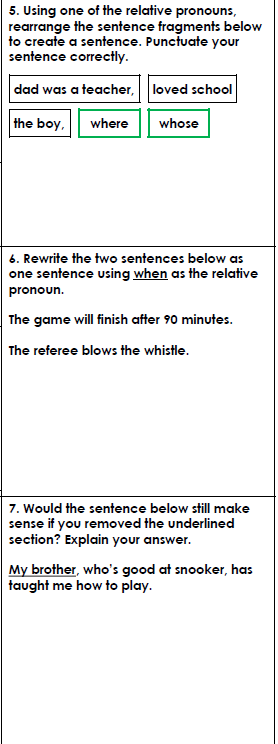 5. Using one of the relative pronouns,
rearrange the sentence fragments below
to create a sentence. Punctuate your
sentence correctly.
dad was a teacher, loved school
the boy, where whose
6. Rewrite the two sentences below as
one sentence using when as the relative
pronoun.
The game will finish after 90 minutes.
The referee blows the whistle.
7. Would the sentence below still make
sense if you removed the underlined
section? Explain your answer.
My brother, who's good at snooker, has
taught me how to play.